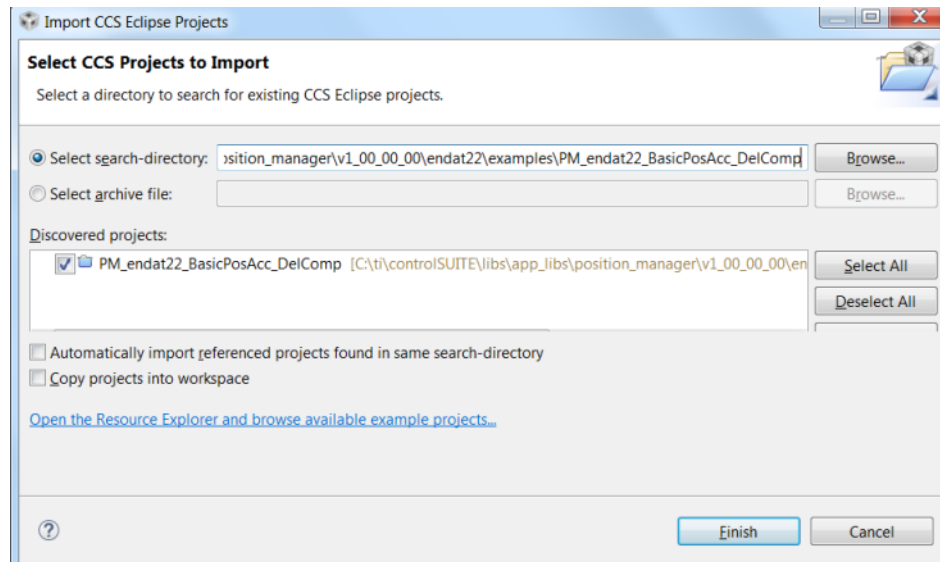 Import CCS Eclipse Projects
Select CCS Projects to Import
Select a directory to search for existing CCS Eclipse projects.
Select search-directory: osition_manager\v1_00_00_00\endat22\examples\PM_endat22_BasicPosAcc_DelComp Browse...
Select archive file: Browse...
Discovered projects:
PM_endat22_BasicPosAcc_DelComp [C:\ti\controlSUITE\libs\app_libs\position_manager\v1_00_00_00\en Select All
Deselect All
Automatically import referenced projects found in same search-directory
Copy projects into workspace
Open the Resource Explorer and browse available example projects...
? Finish Cancel